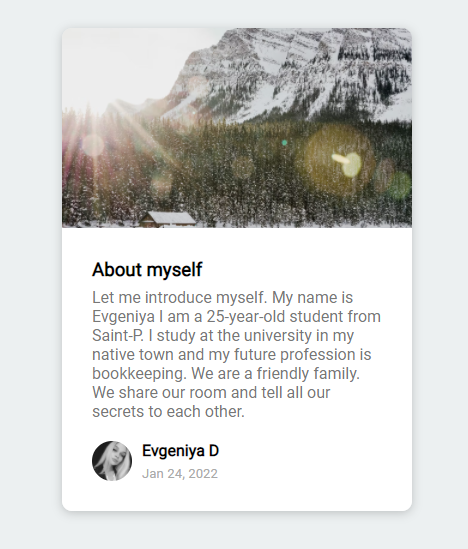 About myself
Let me introduce myself. My name is
Evgeniya I am a 25-year-old student from
Saint-P. I study at the university in my
native town and my future profession is
bookkeeping. We are a friendly family.
We share our room and tell all our
secrets to each other.
Evgeniya D
Jan 24, 2022